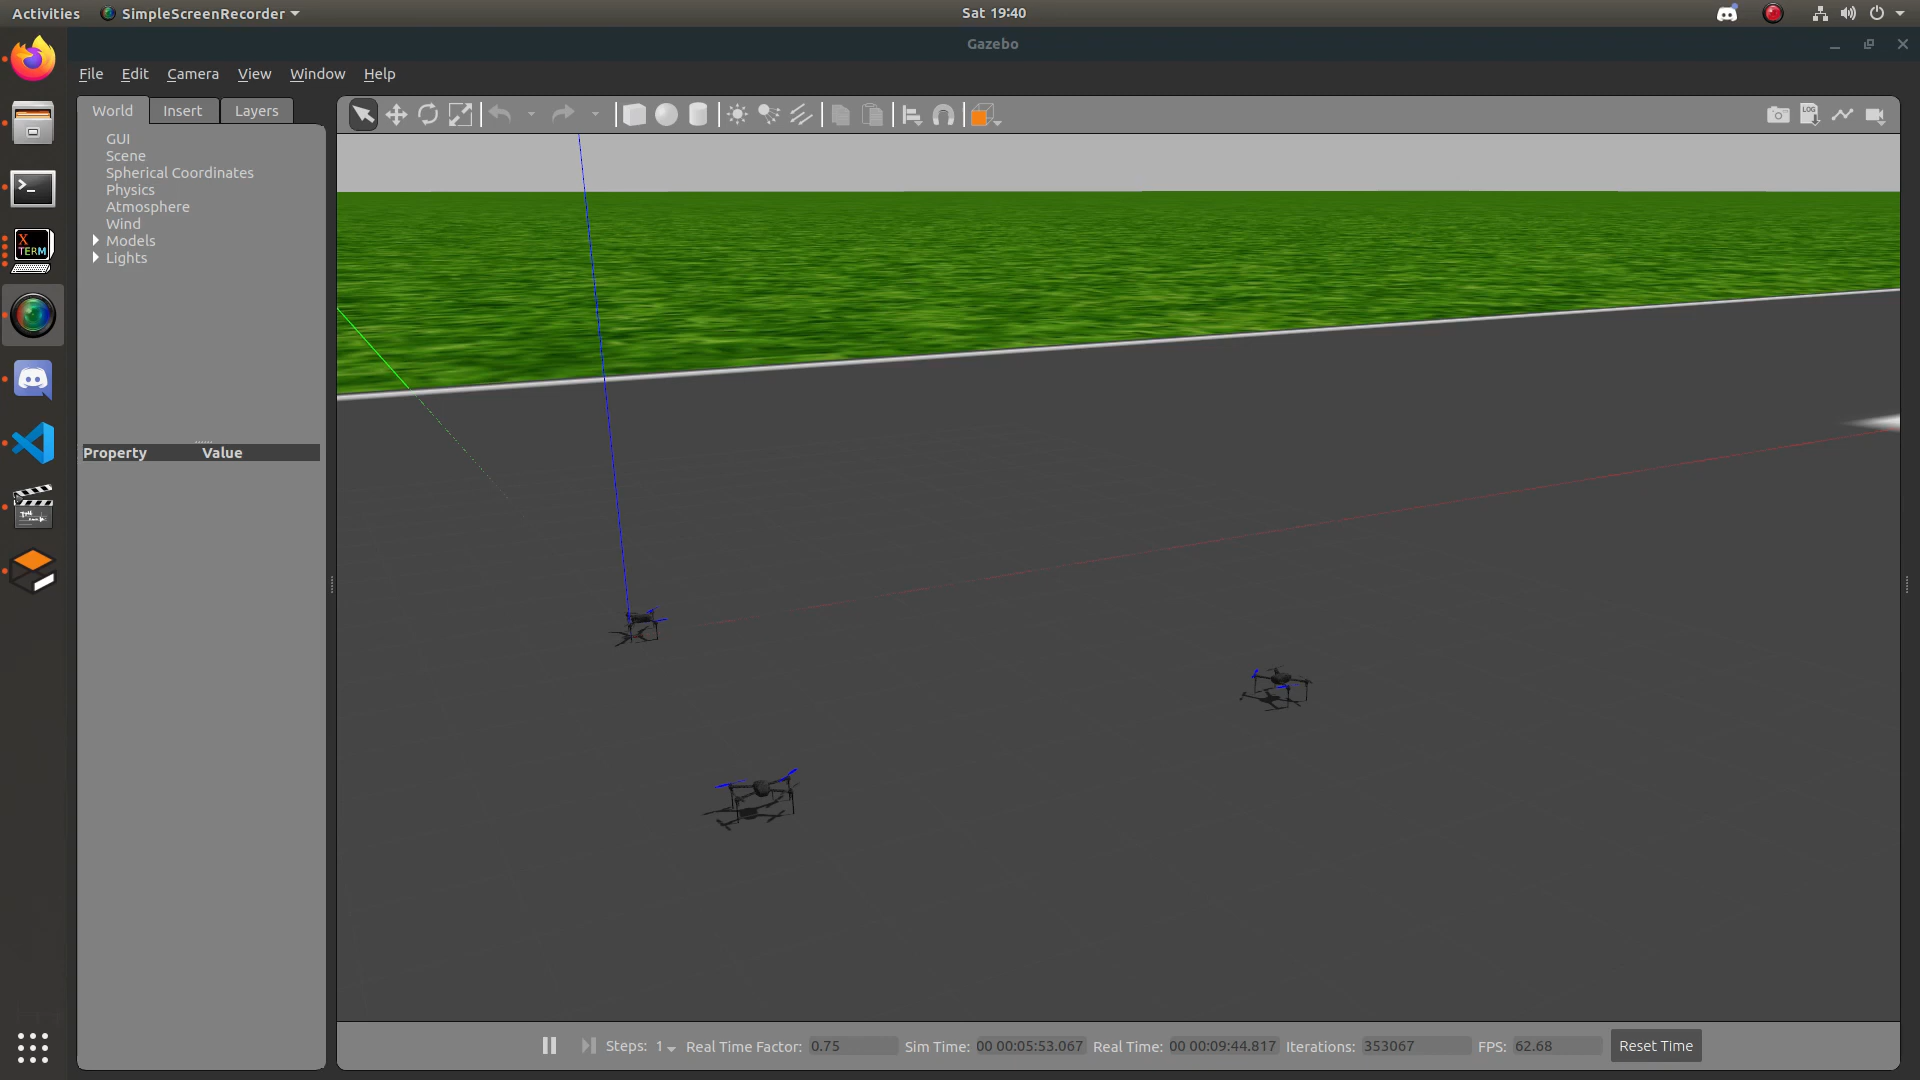 Activities SimpleScreenRecorder Sat 19:40
Gazebo
File Edit Camera View Window Help
World Insert Layers
GUI
Scene
Spherical Coordinates
Physics
Atmosphere
Wind
Models
Lights
Property Value
X
TERM
LOG
Steps: 1 Real Time Factor: 0.75 Sim Time: 00 00:05:53.067 Real Time: 00 00:09:44.817 Iterations: 353067 FPS: 62.68 Reset Time